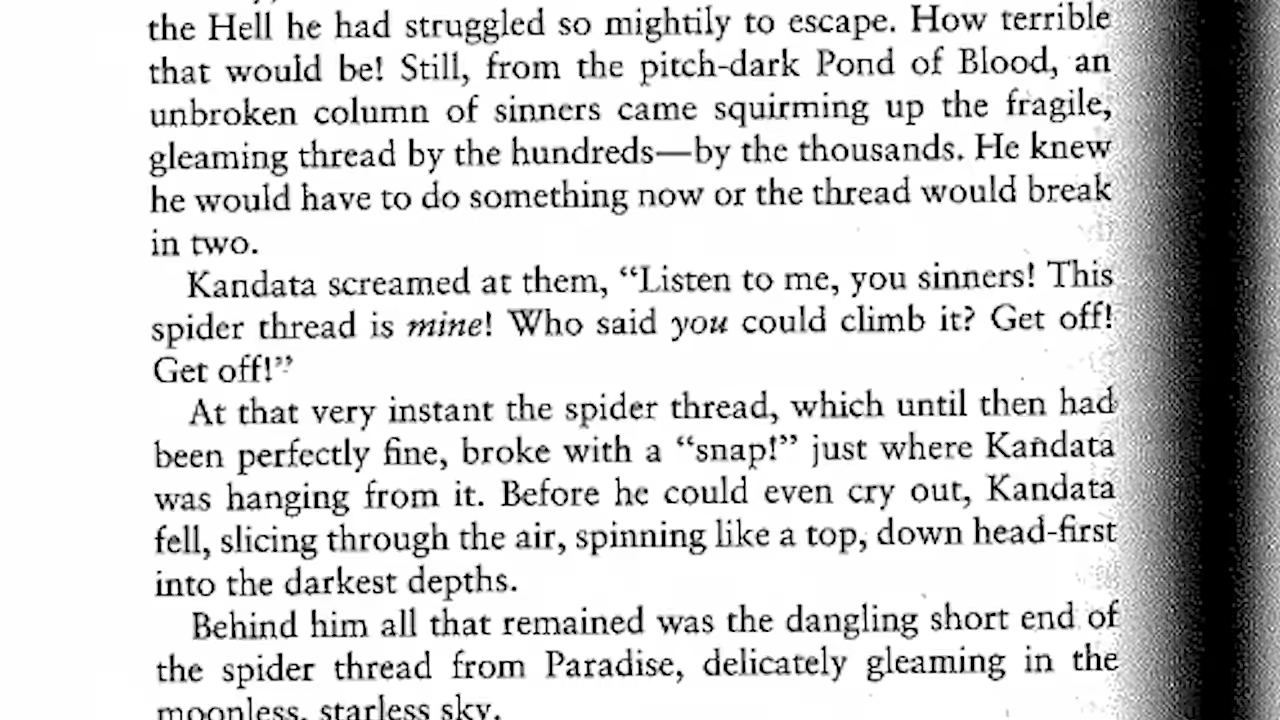 the Hell he had struggled so mightily to escape. How terrible
that would be! Still, from the pitch-dark Pond of Blood, an
unbroken column of sinners came squirming up the fragile,
gleaming thread by the hundreds—by the thousands. He knew
he would have to do something now or the thread would break
in two.
Kandata screamed at them, “Listen to me, you sinners! This
spider thread is mine! Who said you could climb it? Get off!
Get off!”
At that very instant the spider thread, which until then had
been perfectly fine, broke with a “snap!” just where Kandata
was hanging from it. Before he could even cry out, Kandata
fell, slicing through the air, spinning like a top, down head-first
into the darkest depths.
Behind him all that remained was the dangling short end of
the spider thread from Paradise, delicately gleaming in the
moonless, starless sky.